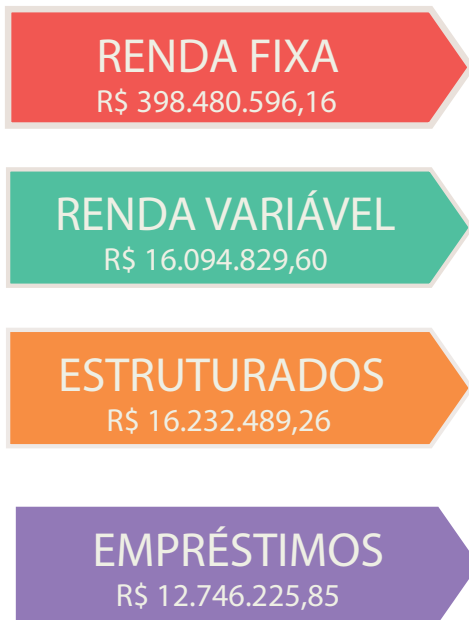 RENDA FIXA
R$ 398.480.596,16
RENDA VARIÁVEL
R$ 16.094.829,60
ESTRUTURADOS
R$ 16.232.489,26
EMPRÉSTIMOS
R$ 12.746.225,85